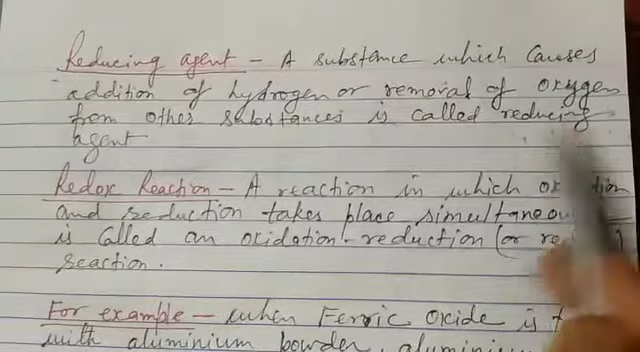 Reducing agent - A substance which causes
addition of hydrogen or removal of oxygen
from other substances is called reducing
agent
Redox Reaction - A reaction in which
and reduction takes place
is called an oxidation-reduction (or
reaction.
For example - when Ferric Oxide is
with aluminium powder,